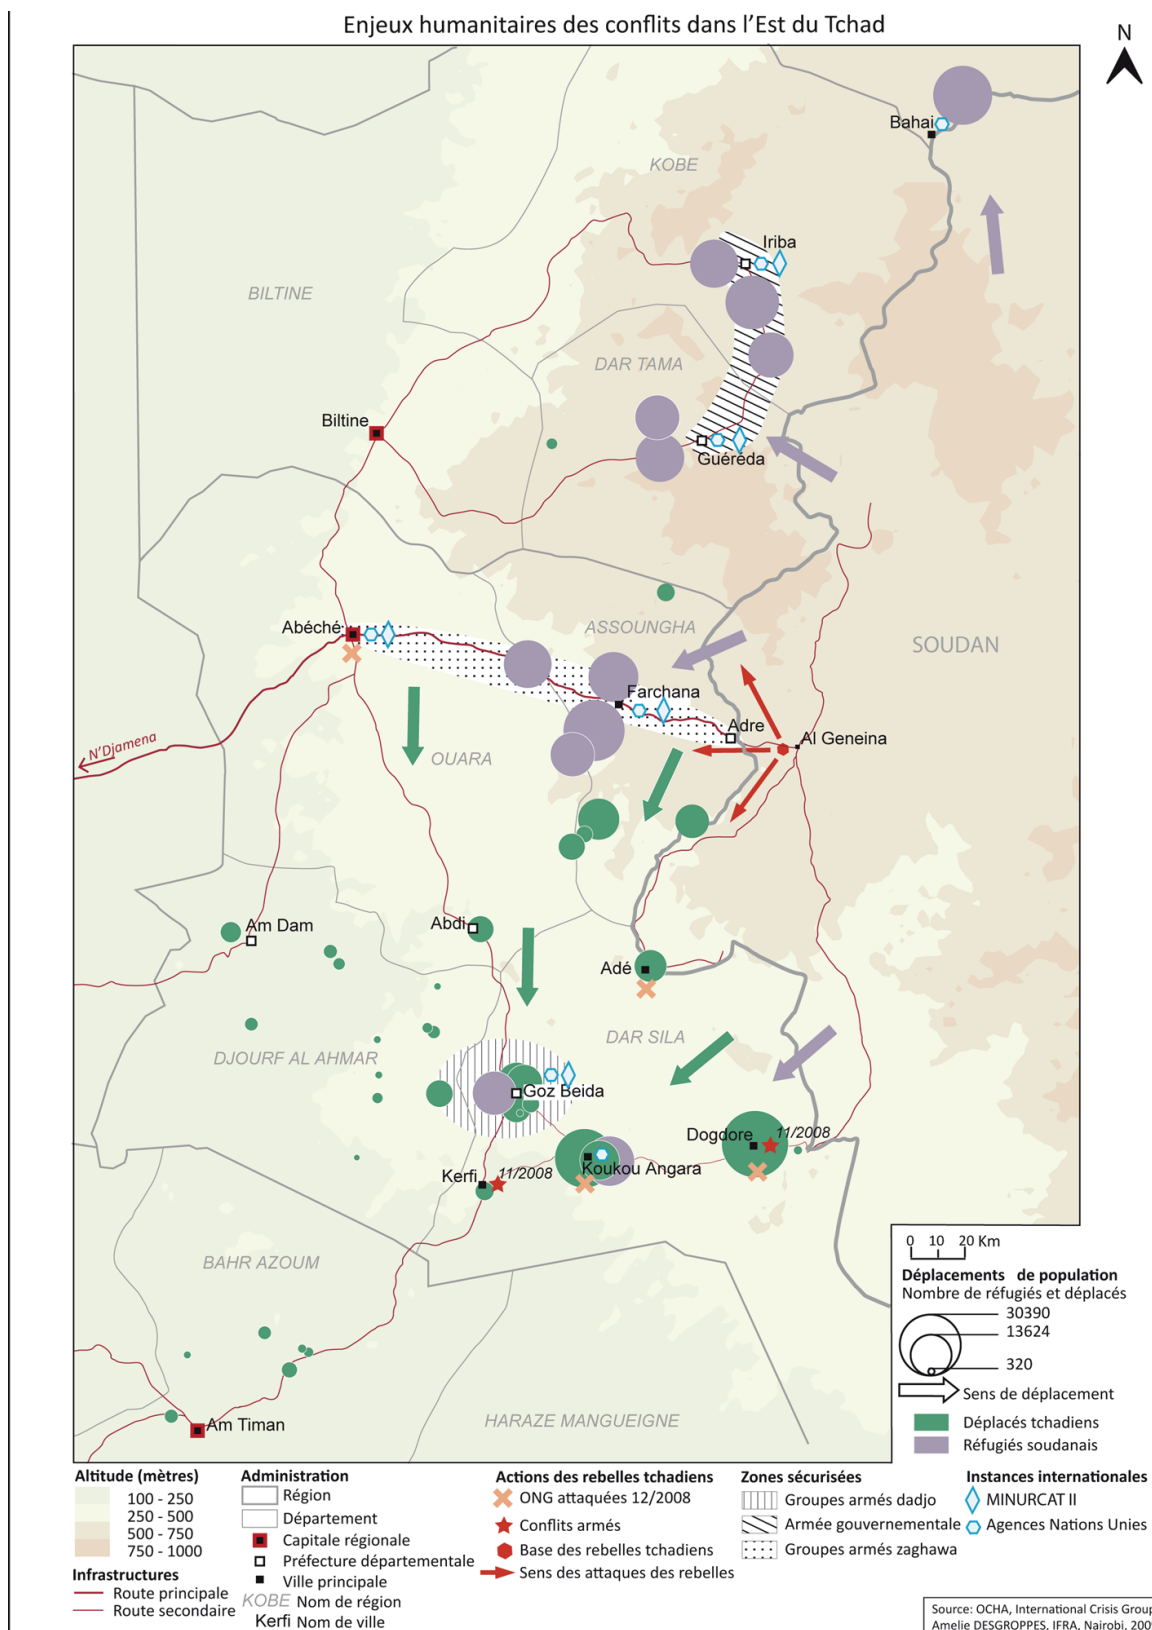 Enjeux humanitaires des conflits dans l'Est du Tchad
N
Bahai
KOBE
Iriba
BILTINE
DAR TAMA
Biltine
Guéréda
Abéché
ASSOUNGHA
SOUDAN
Farchana
Adre
Al Geneina
N'Djamena
OUARA
Am Dam
Abdi
Adé
DAR SILA
DJOURF AL AHMAR
Goz Beida
Dogdore
11/2008
Koukou Angara
Kerfi
11/2008
BAHR AZOUM
HARAZE MANGUEIGNE
Am Timan
0 10 20 Km
Déplacements de population
Nombre de réfugiés et déplacés
30390
13624
320
Sens de déplacement
Déplacés tchadiens
Réfugiés soudanais
Altitude (mètres)
100 - 250
250 - 500
500 - 750
750 - 1000
Infrastructures
Route principale
Route secondaire
Administration
Région
Département
Capitale régionale
Préfecture départementale
Ville principale
KOBE Nom de région
Kerfi Nom de ville
Actions des rebelles tchadiens
ONG attaquées 12/2008
Conflits armés
Base des rebelles tchadiens
Sens des attaques des rebelles
Zones sécurisées
Groupes armés dadjo
Armée gouvernementale
Groupes armés zaghawa
Instances internationales
MINURCAT II
Agences Nations Unies
Source: OCHA, International Crisis Group
Amelie DESGROPPES, IFRA, Nairobi, 200